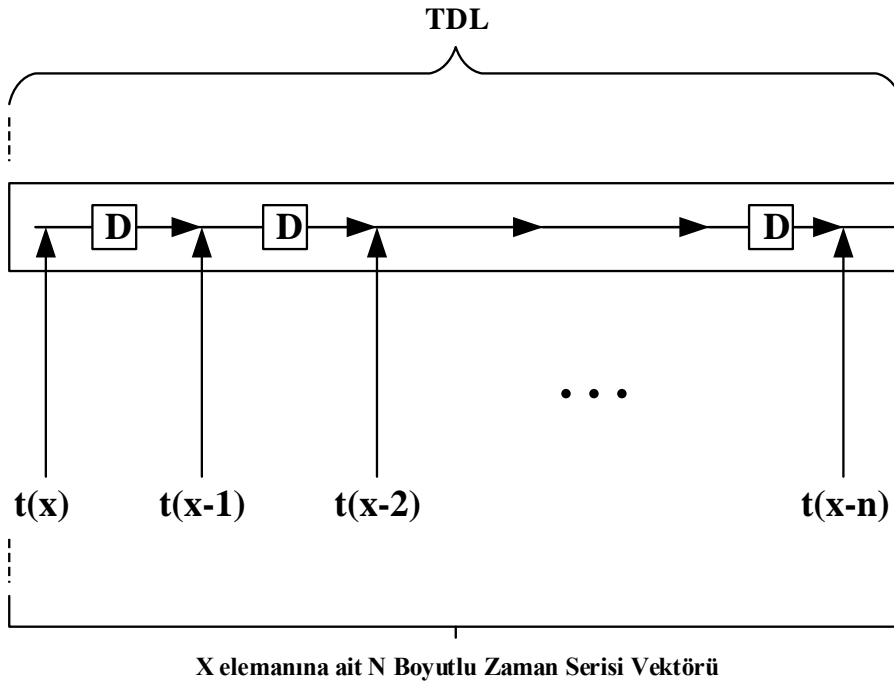 TDL
D D D
t(x) t(x-1) t(x-2) . . . t(x-n)
X elemanına ait N Boyutlu Zaman Serisi Vektörü